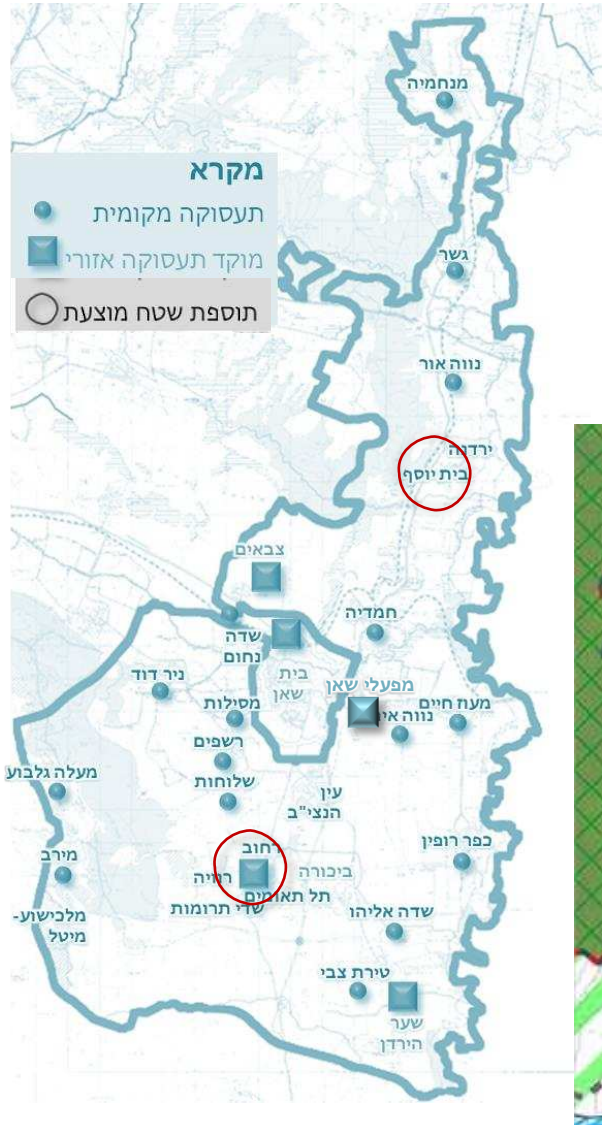 מנחמיה
מקרא
תעסוקה מקומית
מוקד תעסוקה אזורי
תוספת שטח מוצעת
גשר
נווה אור
ירדנה
בית יוסף
צבאים
חמדיה
שדה
נחום
בית
שאן
ניר דוד
מפעלי שאן
מסילות
מעוז חיים
נווה אי
רשפים
מעלה גלבוע
שלוחות
עין
הנצי"ב
רחוב
כפר רופין
מירב
רוויה
ביכורה
תל תאומים
שדי תרומות
מלכישוע-
מיטל
שדה אליהו
טירת צבי
שער
הירדן